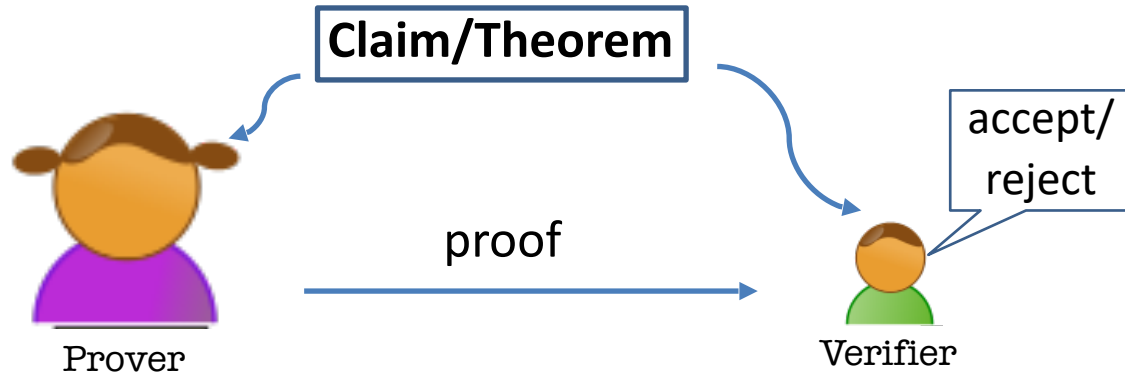 Claim/Theorem
accept/
reject
proof
Prover
Verifier